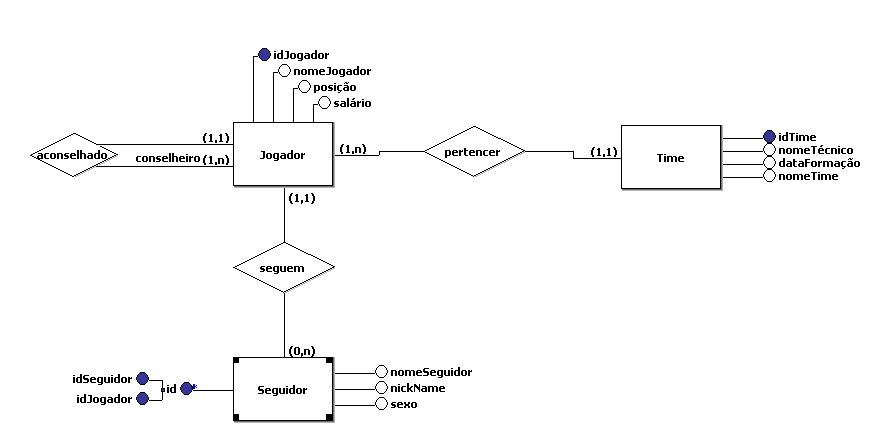 idJogador
nomeJogador
posição
salário
aconselhado
(1,1)
conselheiro (1,n)
Jogador
(1,n)
pertencer
(1,1)
Time
idTime
nomeTécnico
dataFormação
nomeTime
(1,1)
seguem
(0,n)
idSeguidor
idJogador
id *
Seguidor
nomeSeguidor
nickName
sexo